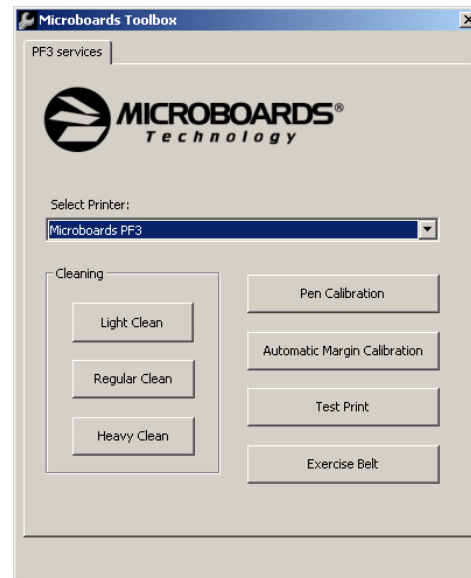 Microboards Toolbox
PF3 services
MICROBOARDS®
Technology
Select Printer:
Microboards PF3
Cleaning
Light Clean
Regular Clean
Heavy Clean
Pen Calibration
Automatic Margin Calibration
Test Print
Exercise Belt